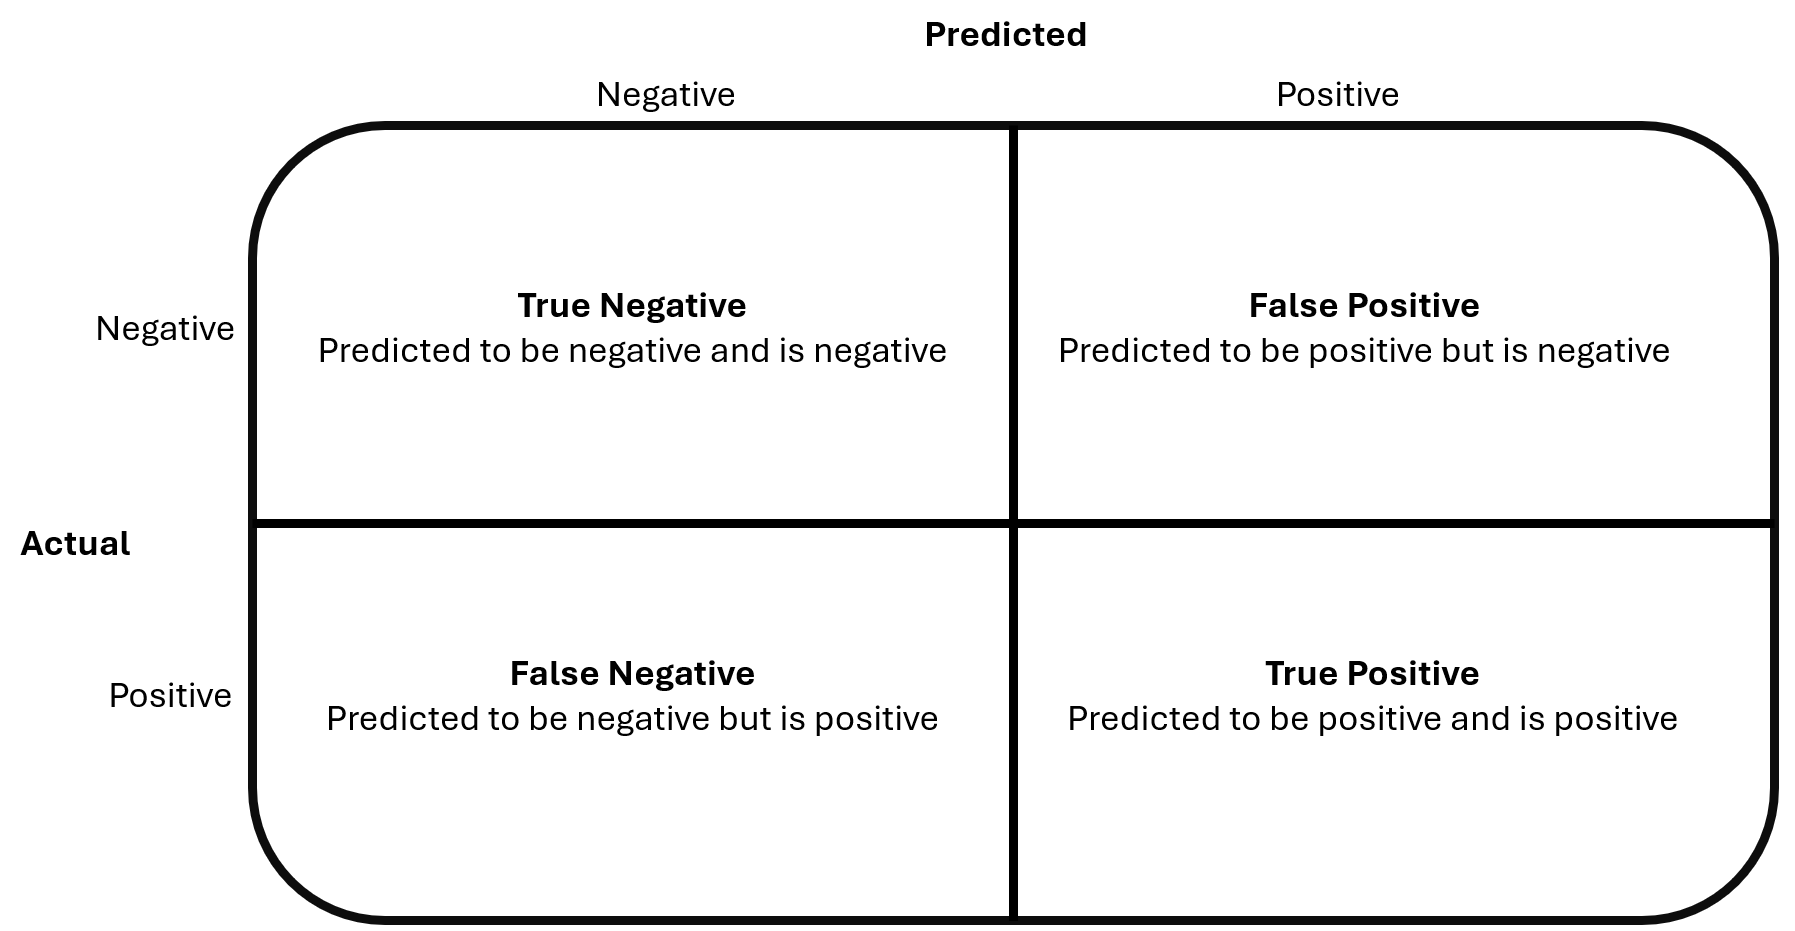 Predicted
Negative
Positive
Negative
True Negative
Predicted to be negative and is negative
False Positive
Predicted to be positive but is negative
Actual
Positive
False Negative
Predicted to be negative but is positive
True Positive
Predicted to be positive and is positive